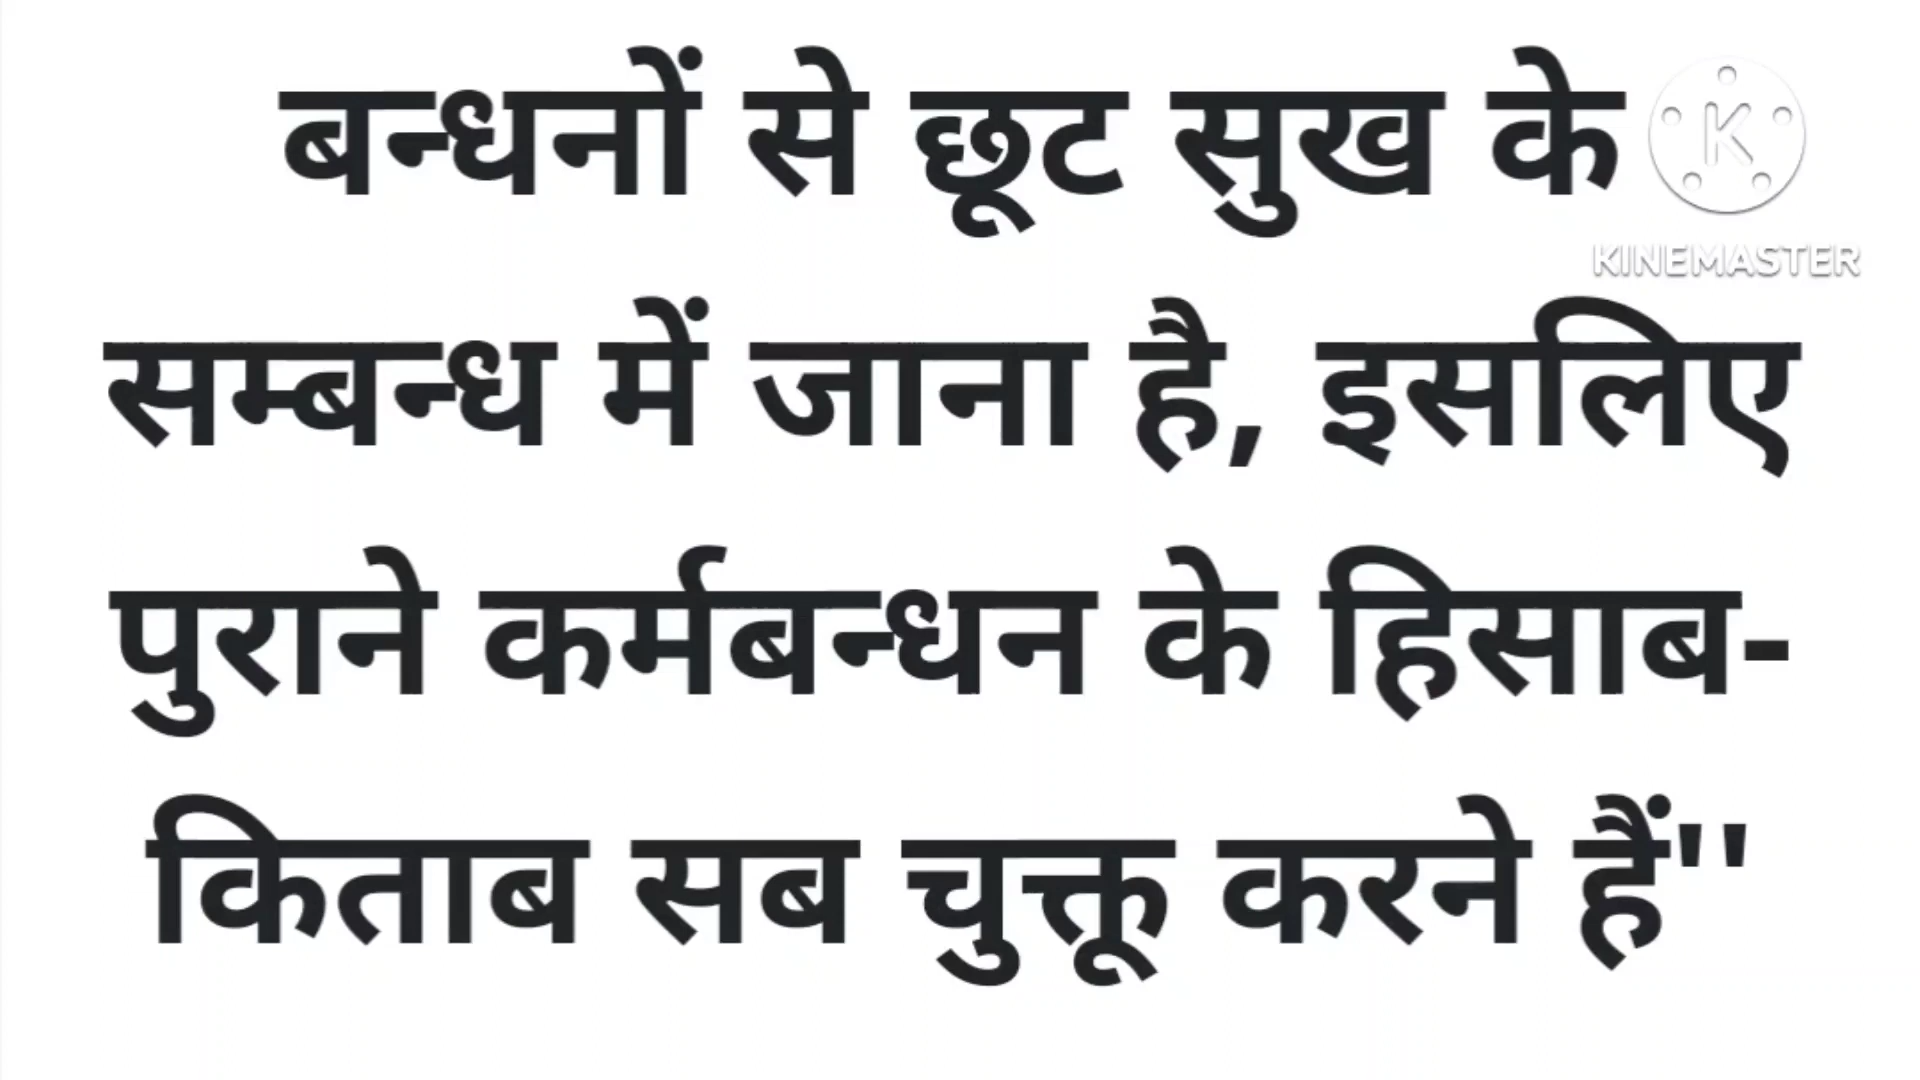 बन्धनों से छूट सुख के
KINEMASTER
सम्बन्ध में जाना है, इसलिए
पुराने कर्मबन्धन के हिसाब-
किताब सब चुक्तू करने हैं''